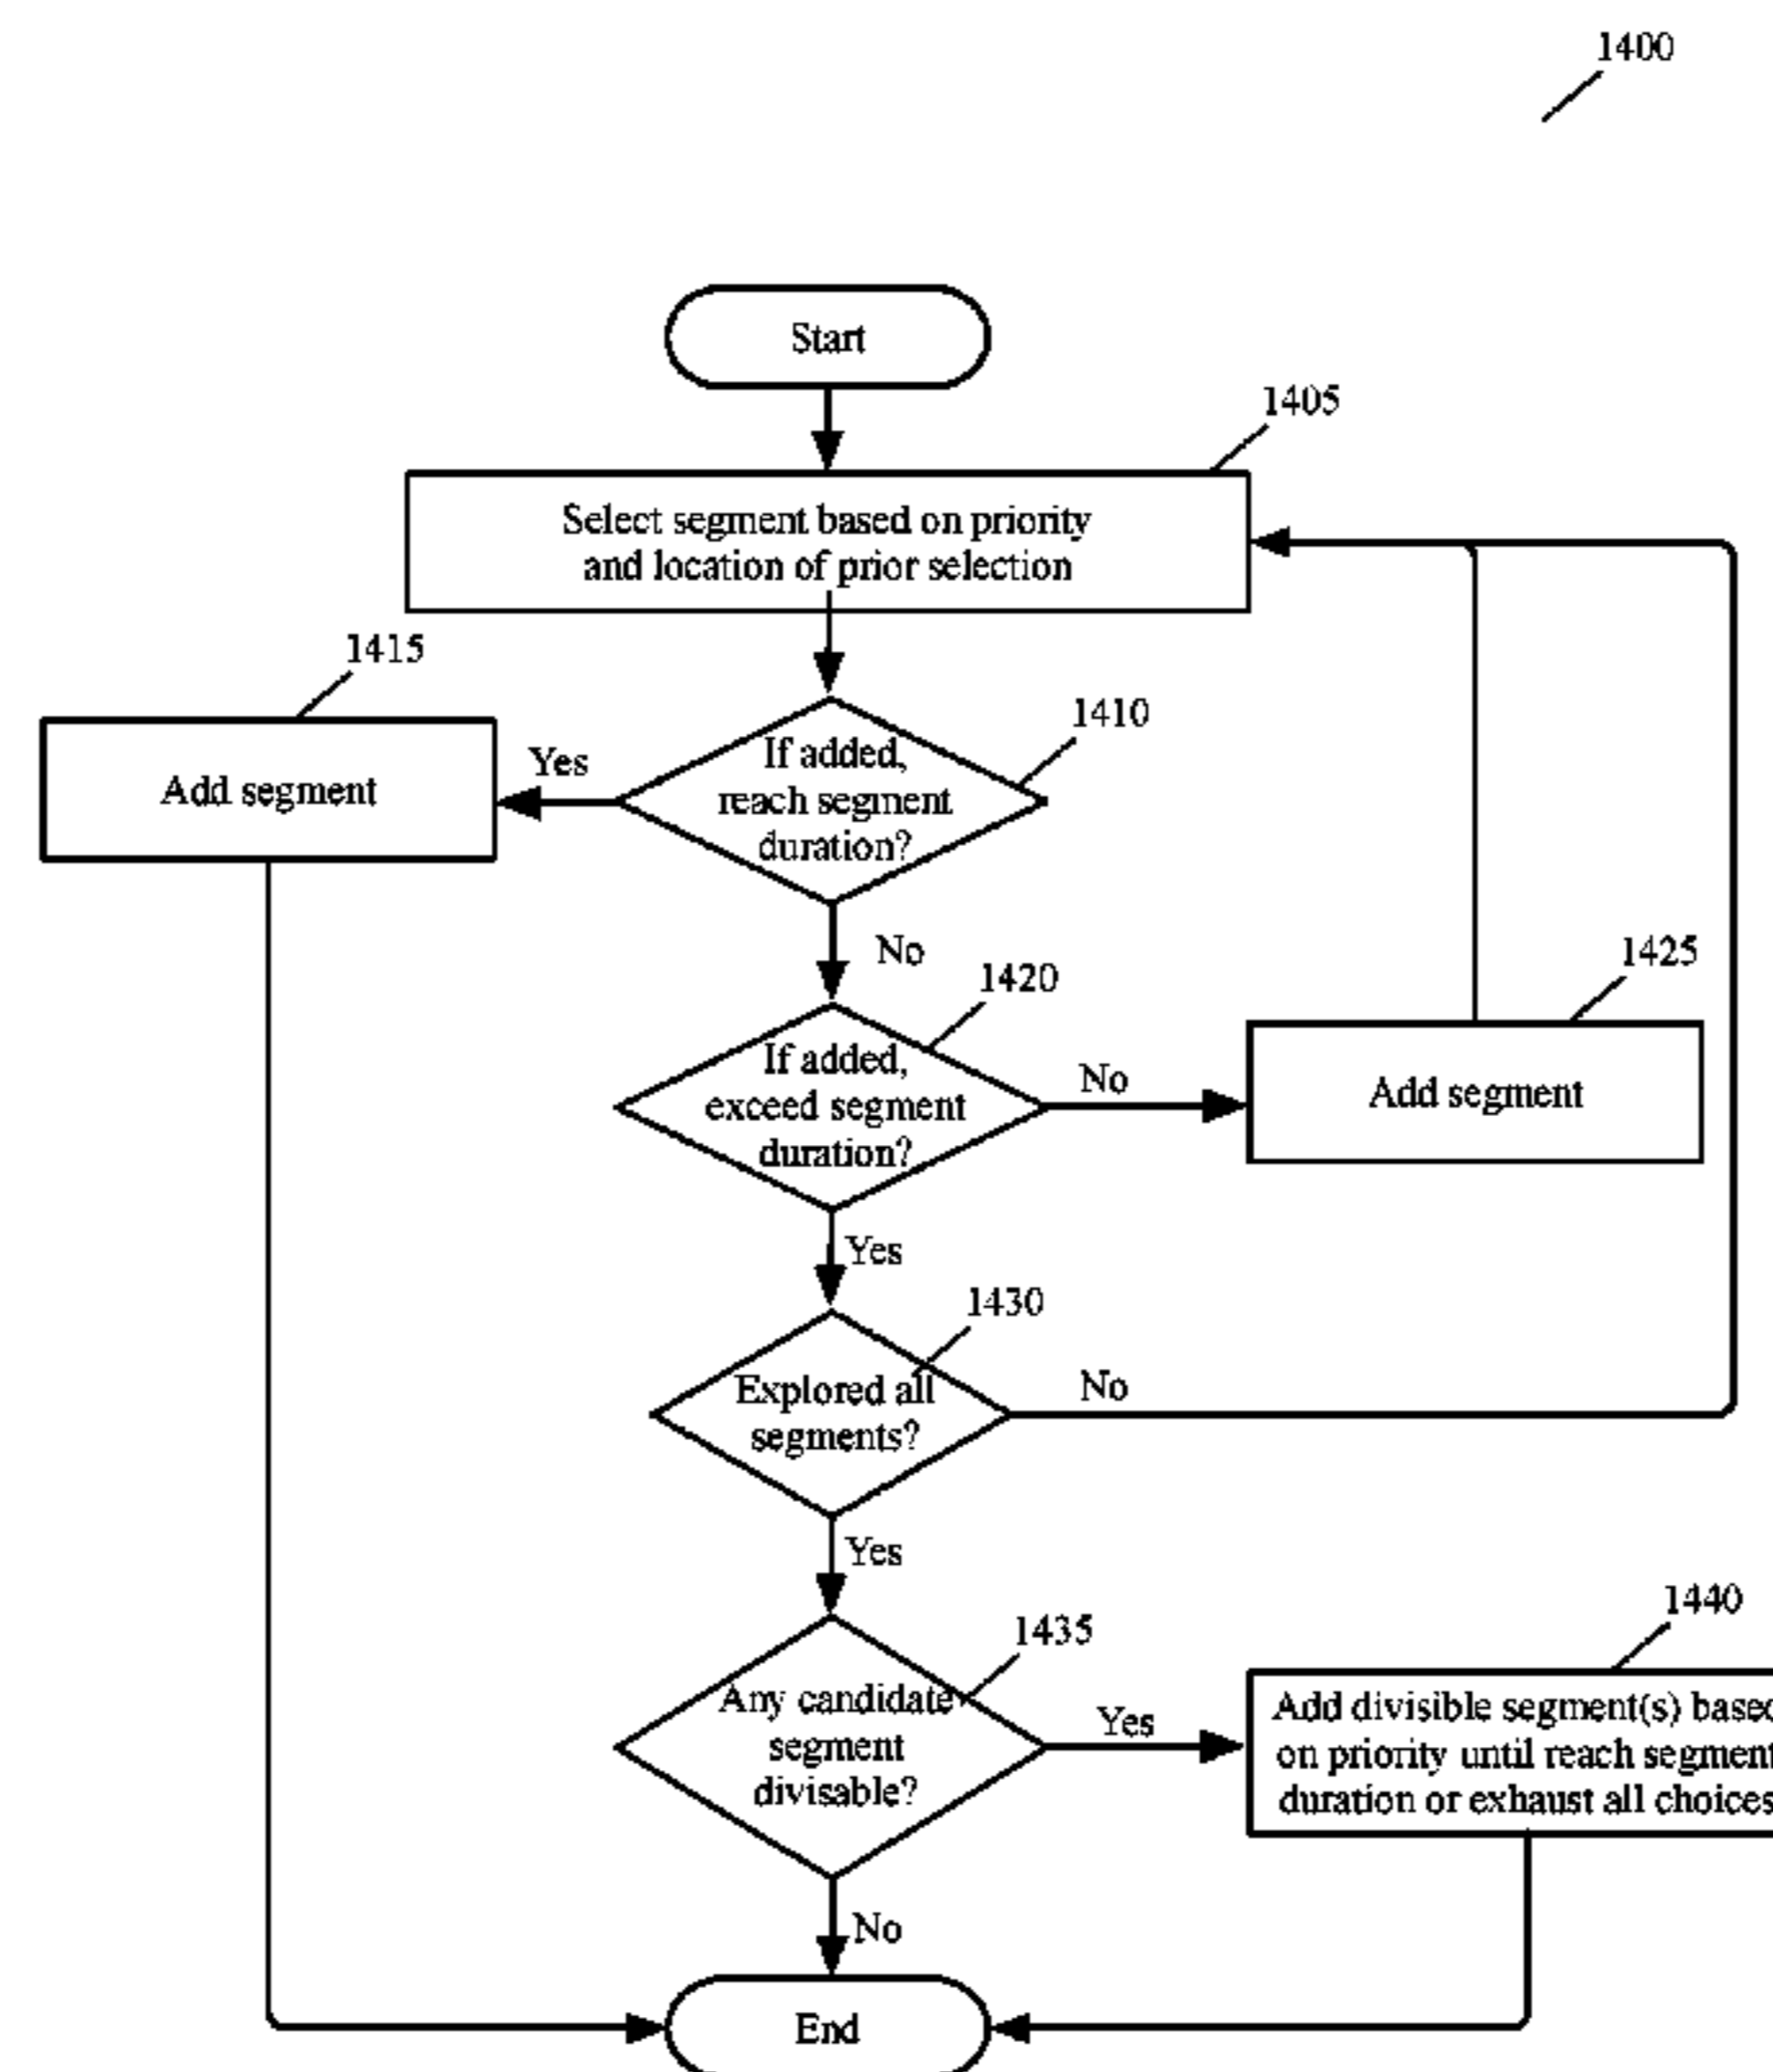 1400
Start
1405
Select segment based on priority
and location of prior selection
1415
Add segment
Yes
1410
If added,
reach segment
duration?
No
1420
If added,
exceed segment
duration?
No
1425
Add segment
Yes
1430
Explored all
segments?
No
Yes
1435
Any candidate
segment
divisable?
Yes
1440
Add divisible segment(s) based
on priority until reach segment
duration or exhaust all choices
No
End